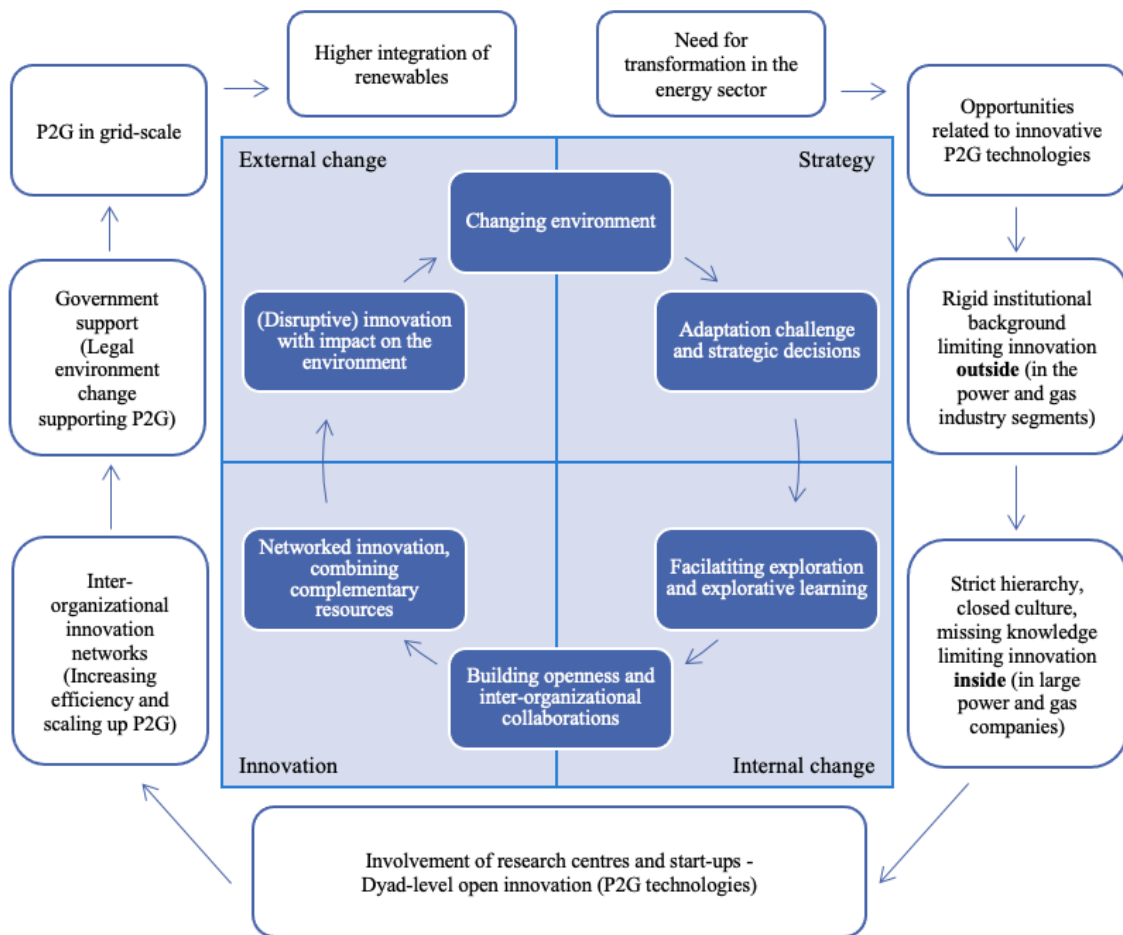 Higher integration of
renewables
Need for
transformation in the
energy sector
P2G in grid-scale
Opportunities
related to innovative
P2G technologies
External change
Strategy
Changing environment
Government
support
(Legal
environment
change
supporting P2G)
(Disruptive) innovation
with impact on the
environment
Adaptation challenge
and strategic decisions
Rigid institutional
background
limiting innovation
outside (in the
power and gas
industry segments)
Inter-
organizational
innovation
networks
(Increasing
efficiency and
scaling up P2G)
Networked innovation,
combining
complementary
resources
Facilatiting exploration
and explorative learning
Strict hierarchy,
closed culture,
missing knowledge
limiting innovation
inside (in large
power and gas
companies)
Building openness and
inter-organizational
collaborations
Innovation
Internal change
Involvement of research centres and start-ups -
Dyad-level open innovation (P2G technologies)